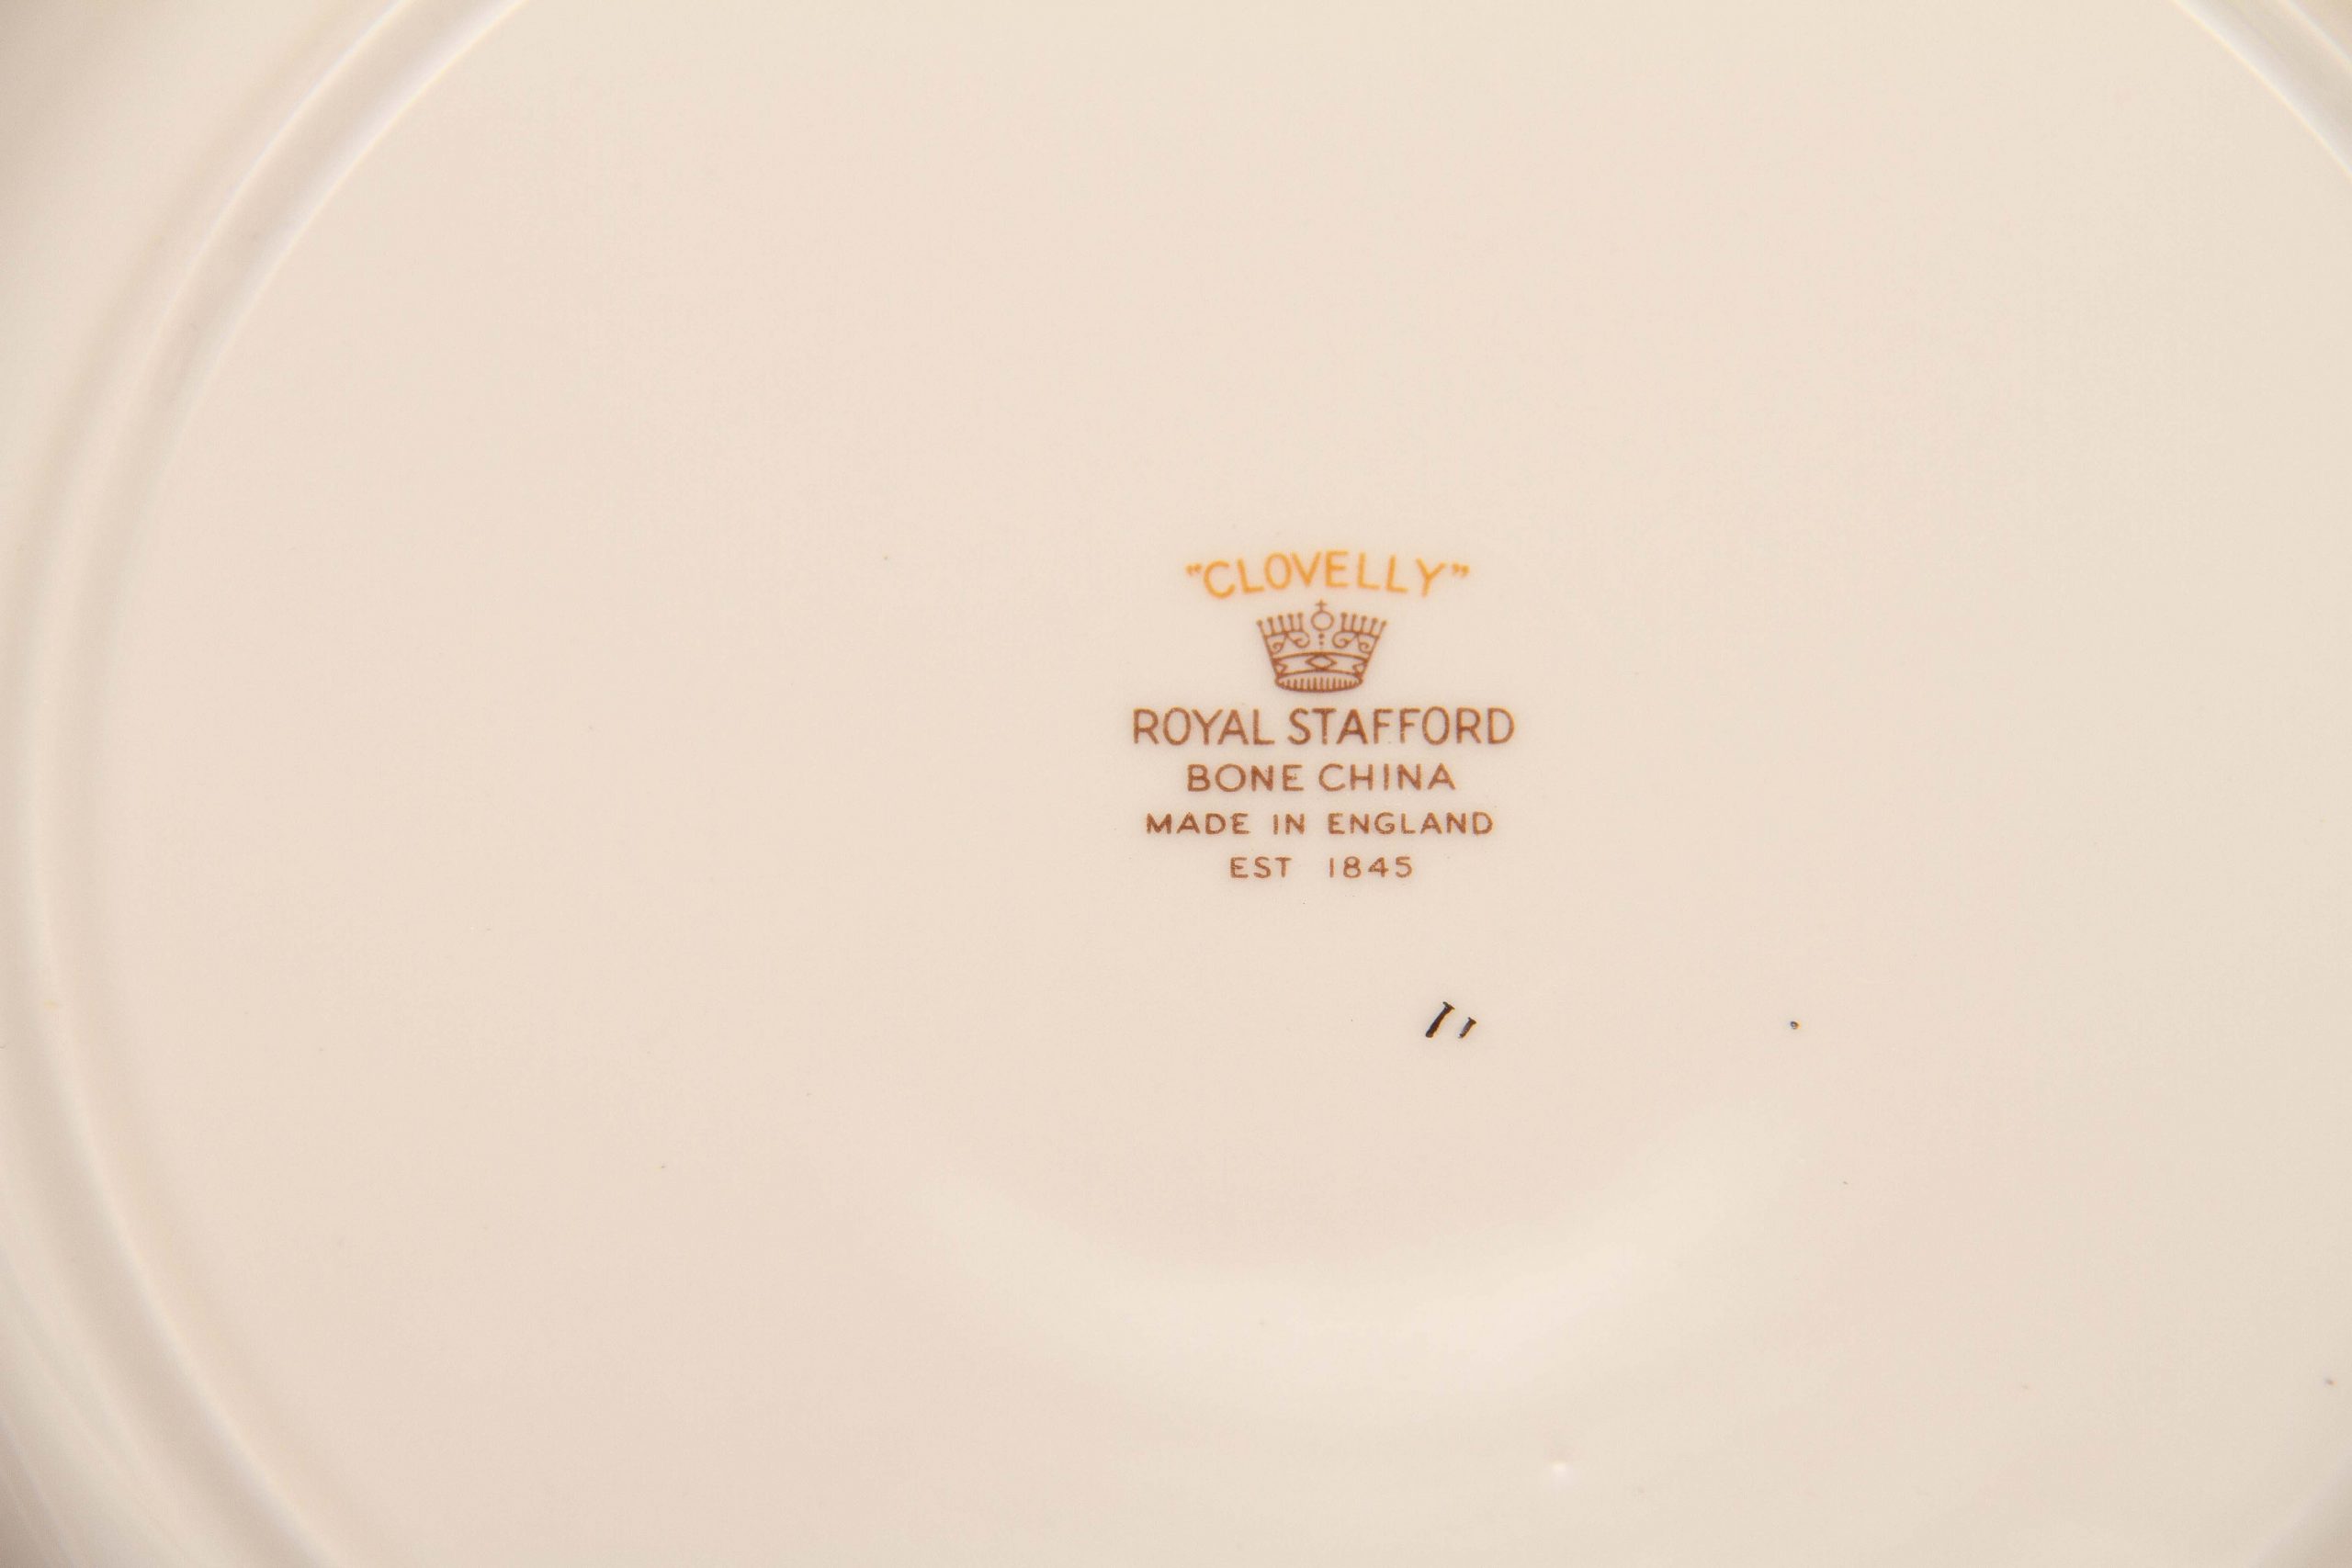 "CLOVELLY"
ROYAL STAFFORD
BONE CHINA
MADE IN ENGLAND
EST 1845